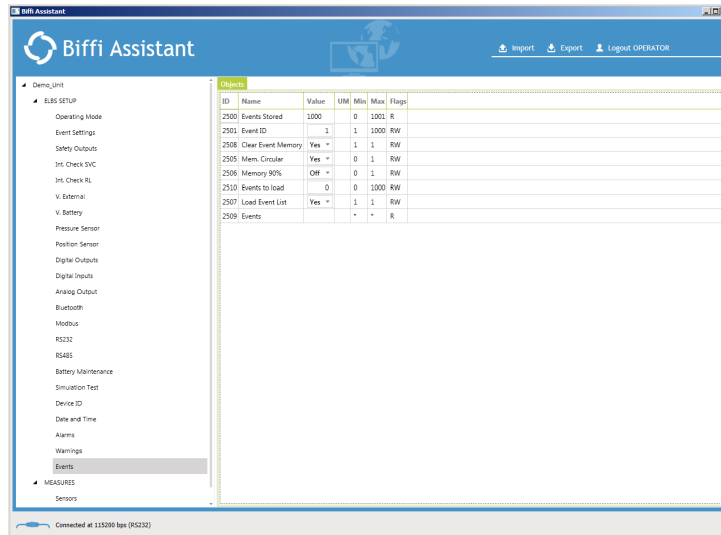 Biffi Assistant
Biffi Assistant
Import Export Logout OPERATOR
Demo_Unit
ELBS SETUP
Operating Mode
Event Settings
Safety Outputs
Int. Check SVC
Int. Check RL
V. External
V. Battery
Pressure Sensor
Position Sensor
Digital Outputs
Digital Inputs
Analog Output
Bluetooth
Modbus
RS232
RS485
Battery Maintenance
Simulation Test
Device ID
Date and Time
Alarms
Warnings
Events
MEASURES
Sensors
Objects
ID Name Value UM Min Max Flags
2500 Events Stored 1000 0 1001 R
2501 Event ID 1 1 1000 RW
2508 Clear Event Memory Yes 1 1 RW
2505 Mem. Circular Yes 0 1 RW
2506 Memory 90% Off 0 1 RW
2510 Events to load 0 0 1000 RW
2507 Load Event List Yes 1 1 RW
2509 Events * * R
Connected at 115200 bps (RS232)